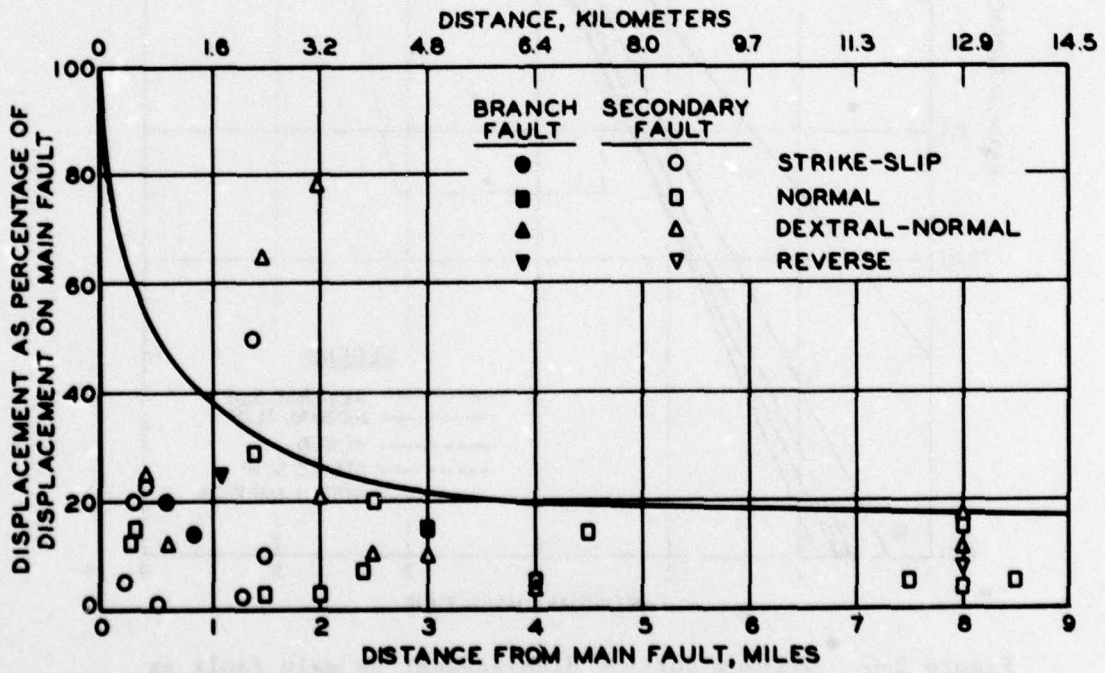 DISTANCE, KILOMETERS
0 1.6 3.2 4.8 6.4 8.0 9.7 11.3 12.9 14.5
DISPLACEMENT AS PERCENTAGE OF
DISPLACEMENT ON MAIN FAULT
100
80
60
40
20
0
BRANCH FAULT
SECONDARY FAULT
STRIKE-SLIP
NORMAL
DEXTRAL-NORMAL
REVERSE
0 1 2 3 4 5 6 7 8 9
DISTANCE FROM MAIN FAULT, MILES